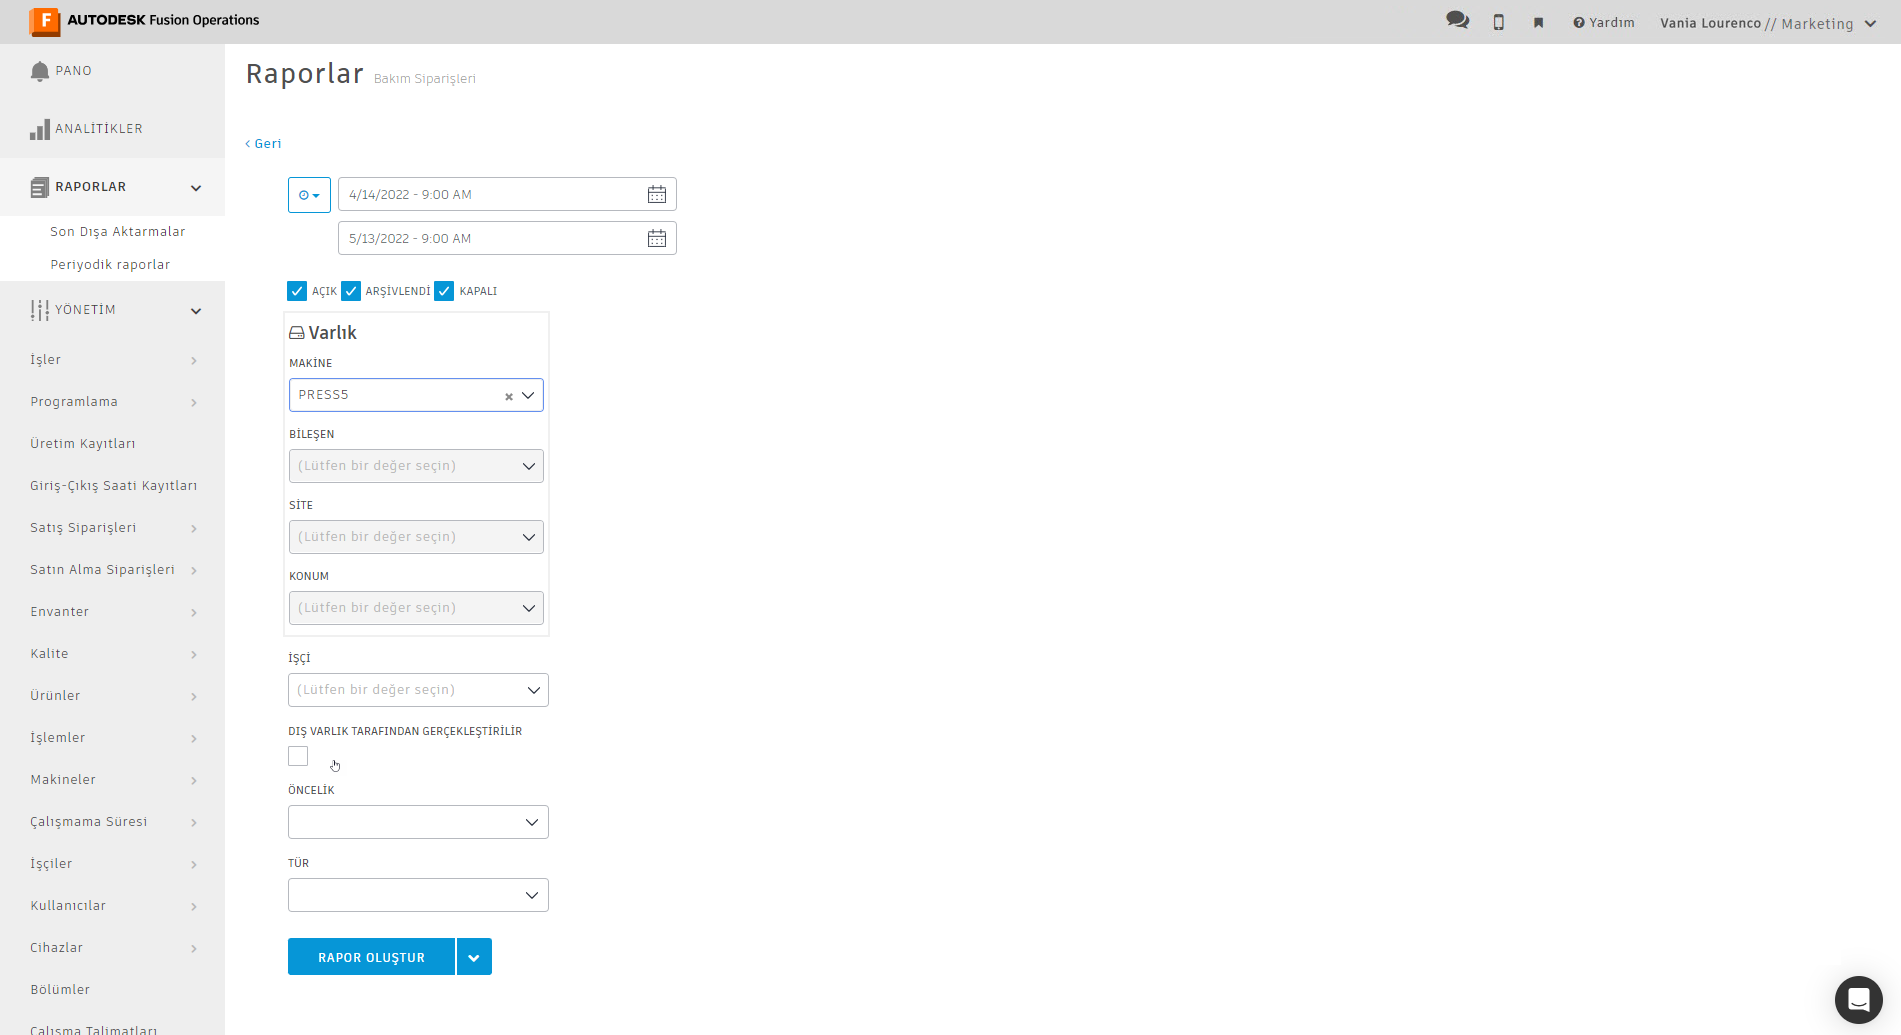 F AUTODESK Fusion Operations
Yardım
Vania Lourenco // Marketing
PANO
ANALİTİKLER
RAPORLAR
Son Dışa Aktarmalar
Periyodik raporlar
YÖNETİM
İşler
Programlama
Üretim Kayıtları
Giriş-Çıkış Saati Kayıtları
Satış Siparişleri
Satın Alma Siparişleri
Envanter
Kalite
Ürünler
İşlemler
Makineler
Çalışmama Süresi
İşçiler
Kullanıcılar
Cihazlar
Bölümler
Çalışma Talimatları
Raporlar Bakım Siparişleri
‹ Geri
4/14/2022 - 9:00 AM
5/13/2022 - 9:00 AM
AÇIK ARŞİVLENDİ KAPALI
Varlık
MAKİNE
PRESS5
BİLEŞEN
(Lütfen bir değer seçin)
SİTE
(Lütfen bir değer seçin)
KONUM
(Lütfen bir değer seçin)
İŞÇİ
(Lütfen bir değer seçin)
DIŞ VARLIK TARAFINDAN GERÇEKLEŞTİRİLİR
ÖNCELİK
TÜR
RAPOR OLUŞTUR